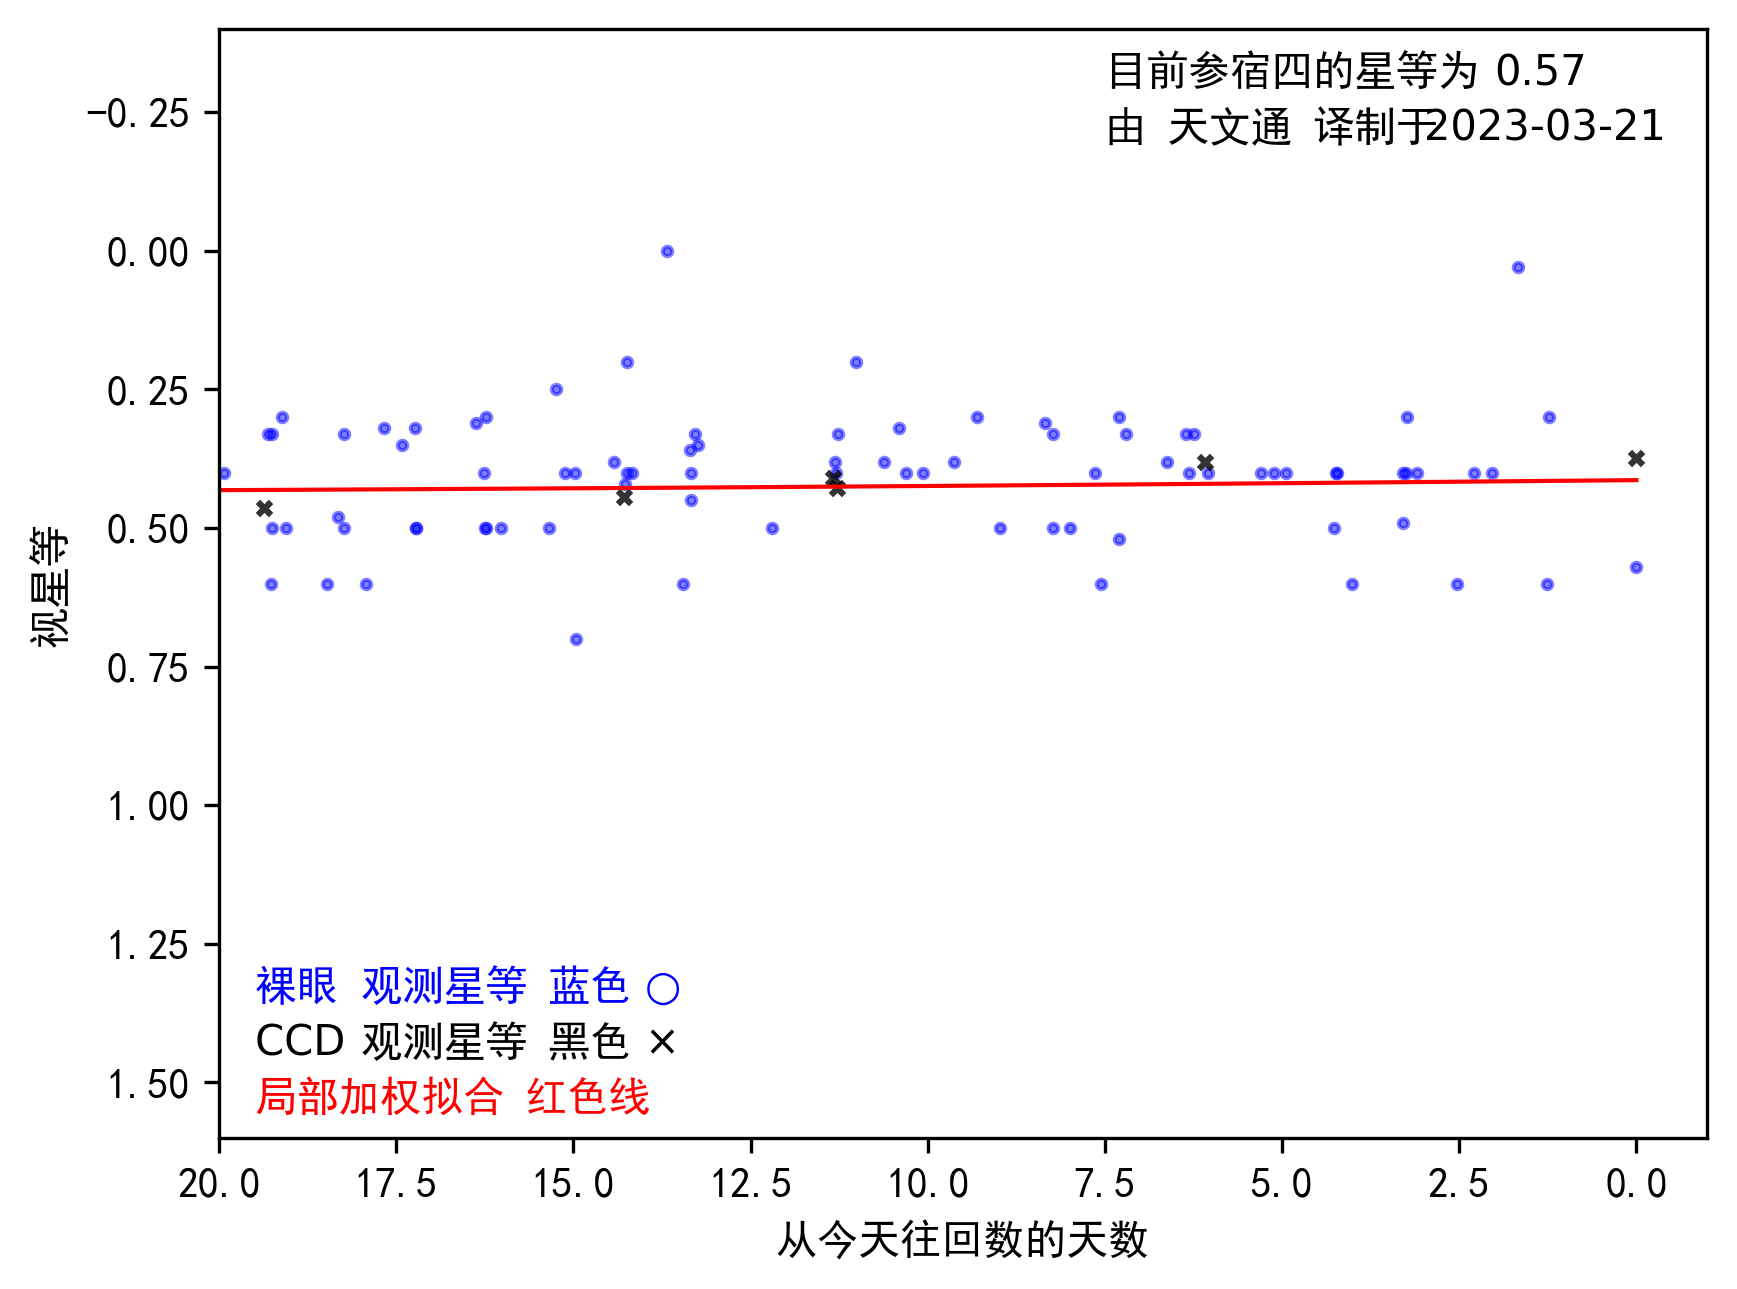 目前参宿四的星等为 0.57
由 天文通 译制于2023-03-21
−0.25
0.00
0.25
0.50
0.75
1.00
1.25
1.50
视星等
裸眼 观测星等 蓝色 ○
CCD 观测星等 黑色 ×
局部加权拟合 红色线
20.0 17.5 15.0 12.5 10.0 7.5 5.0 2.5 0.0
从今天往回数的天数